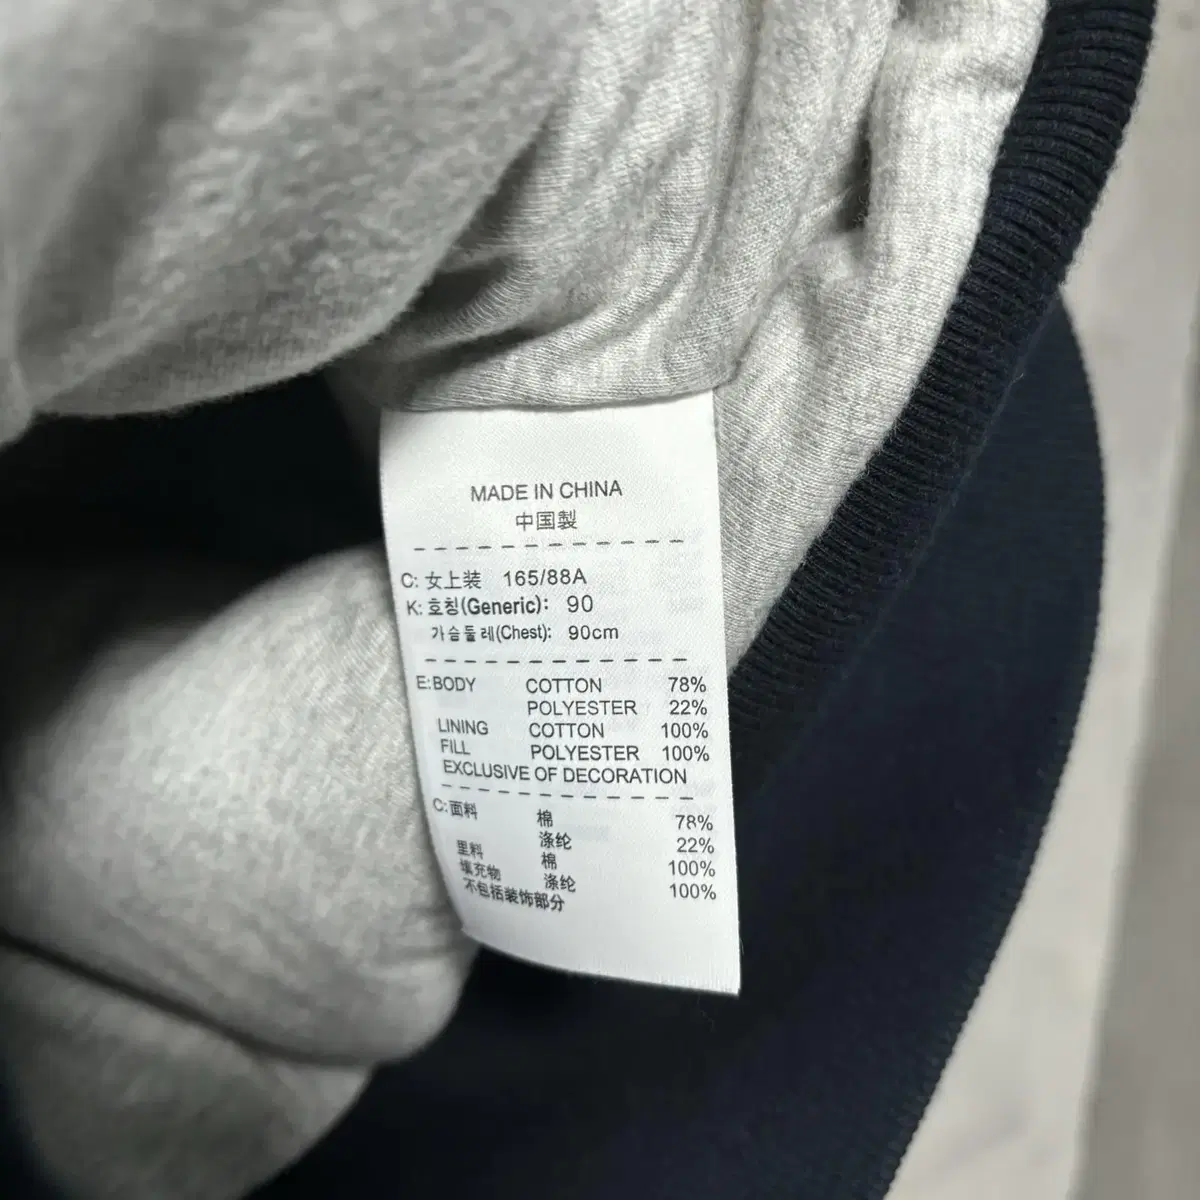 MADE IN CHINA
中国製
C: 女上装 165/88A
K: 호칭(Generic): 90
가슴둘레(Chest): 90cm
E: BODY COTTON 78%
POLYESTER 22%
LINING COTTON 100%
FILL POLYESTER 100%
EXCLUSIVE OF DECORATION
C: 面料 棉 78%
涤纶 22%
里料 棉 100%
填充物 涤纶 100%
不包括装饰部分